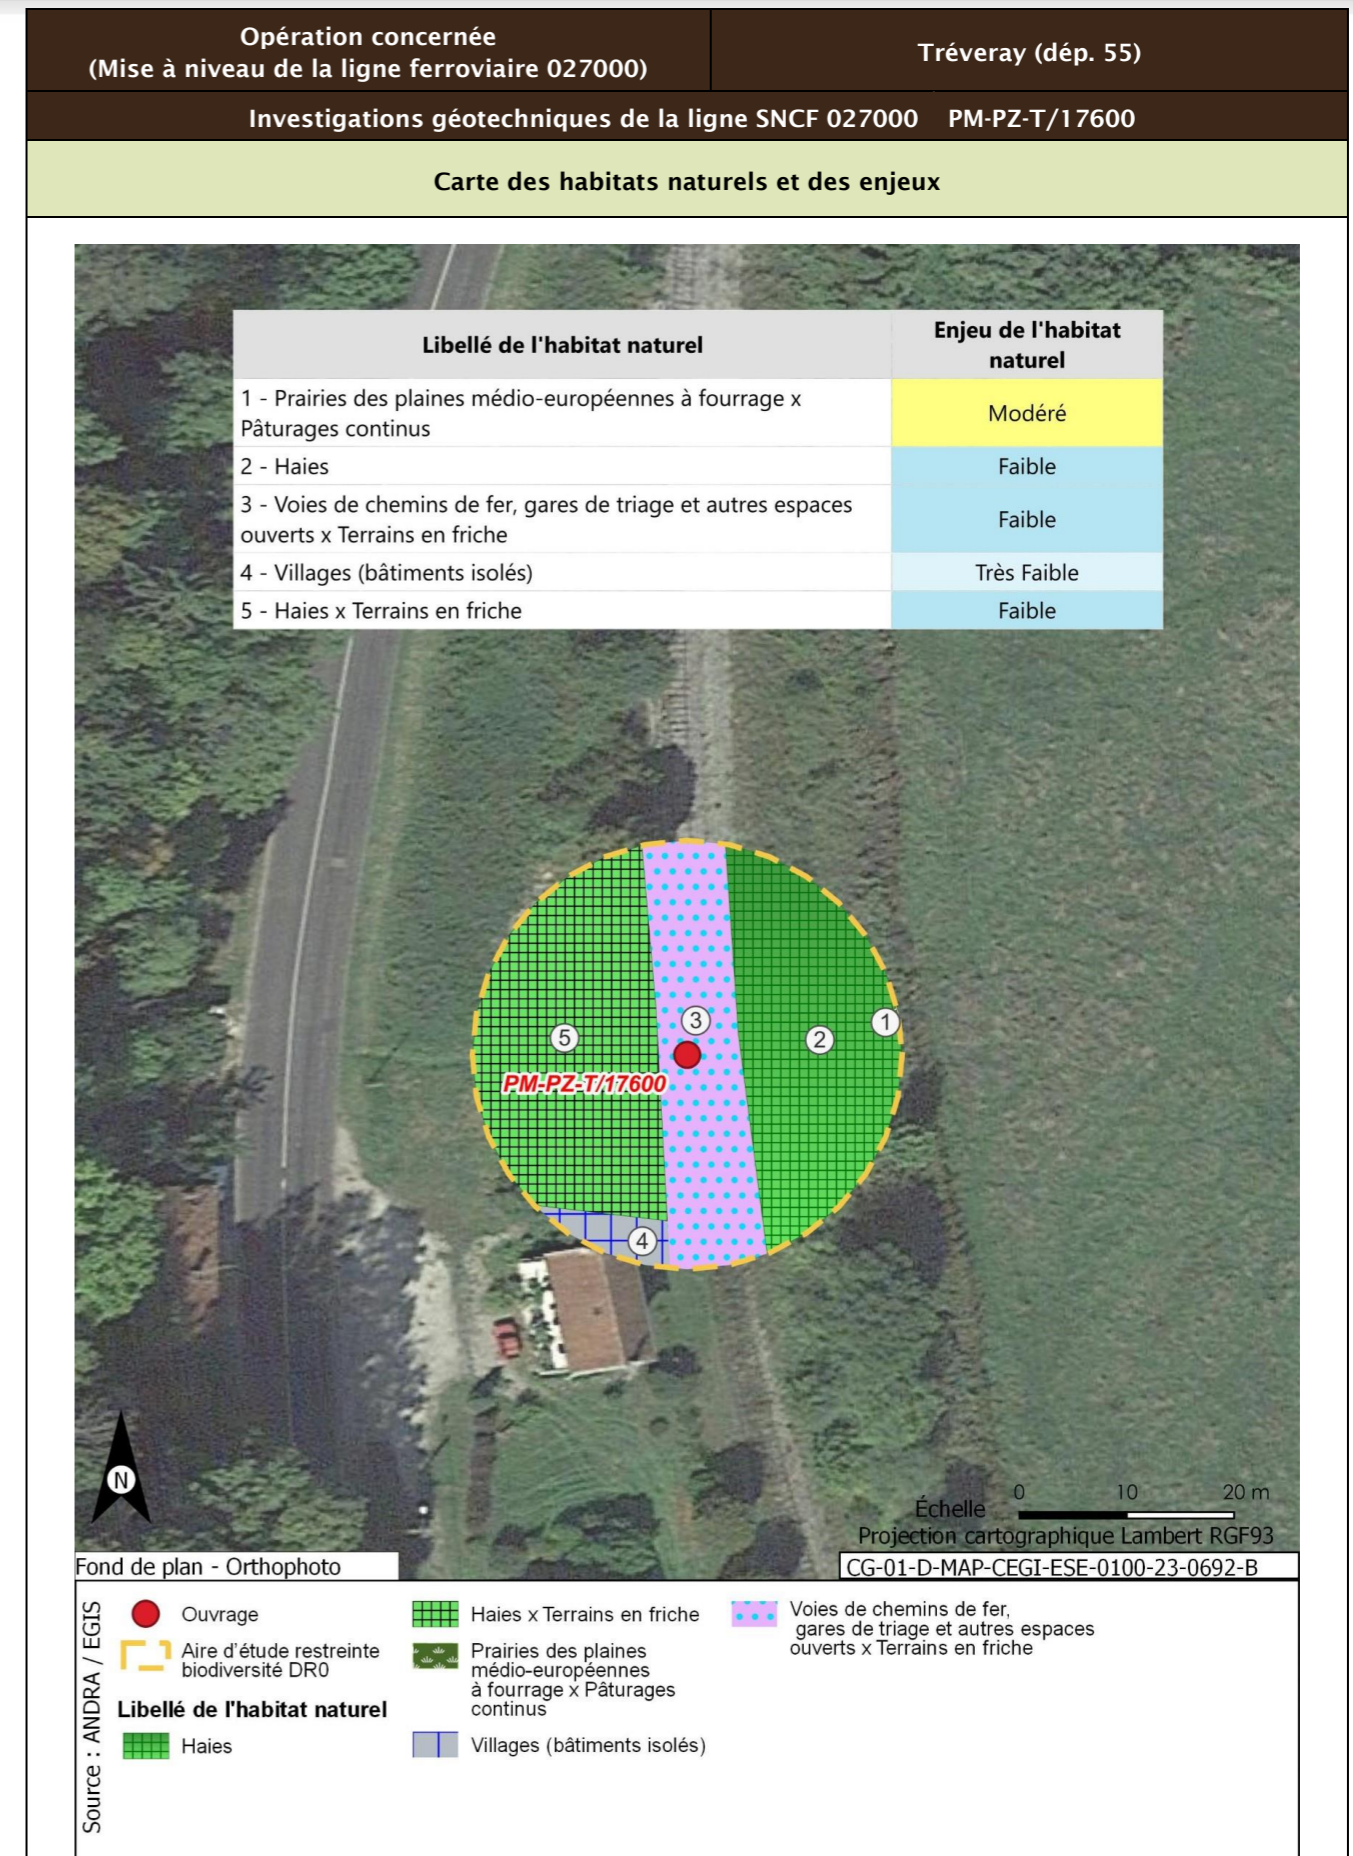 Opération concernée
(Mise à niveau de la ligne ferroviaire 027000)
Tréveray (dép. 55)
Investigations géotechniques de la ligne SNCF 027000 PM-PZ-T/17600
Carte des habitats naturels et des enjeux
Libellé de l'habitat naturel
Enjeu de l'habitat
naturel
1 - Prairies des plaines médio-européennes à fourrage x
Pâturages continus
Modéré
2 - Haies
Faible
3 - Voies de chemins de fer, gares de triage et autres espaces
ouverts x Terrains en friche
Faible
4 - Villages (bâtiments isolés)
Très Faible
5 - Haies x Terrains en friche
Faible
3
1
5
2
PM-PZ-T/17600
4
N
0 10 20 m
Échelle
Projection cartographique Lambert RGF93
Fond de plan - Orthophoto
CG-01-D-MAP-CEGI-ESE-0100-23-0692-B
Source : ANDRA / EGIS
Ouvrage
Aire d'étude restreinte
biodiversité DR0
Libellé de l'habitat naturel
Haies
Haies x Terrains en friche
Prairies des plaines
médio-européennes
à fourrage x Pâturages
continus
Villages (bâtiments isolés)
Voies de chemins de fer,
gares de triage et autres espaces
ouverts x Terrains en friche